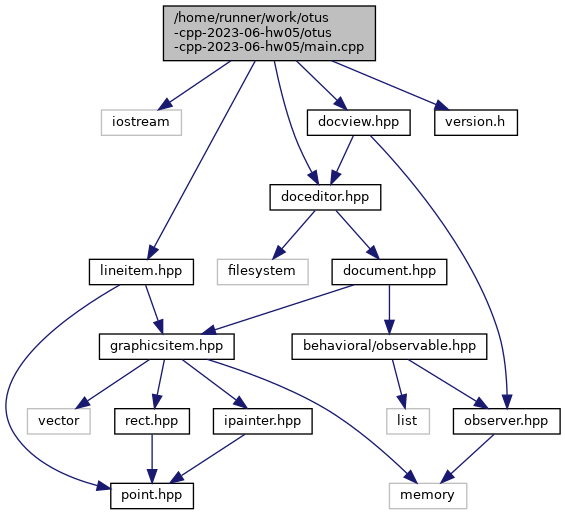 /home/runner/work/otus
-cpp-2023-06-hw05/otus
-cpp-2023-06-hw05/main.cpp
iostream
docview.hpp
version.h
doceditor.hpp
lineitem.hpp
filesystem
document.hpp
graphicsitem.hpp
behavioral/observable.hpp
vector
rect.hpp
ipainter.hpp
list
observer.hpp
point.hpp
memory